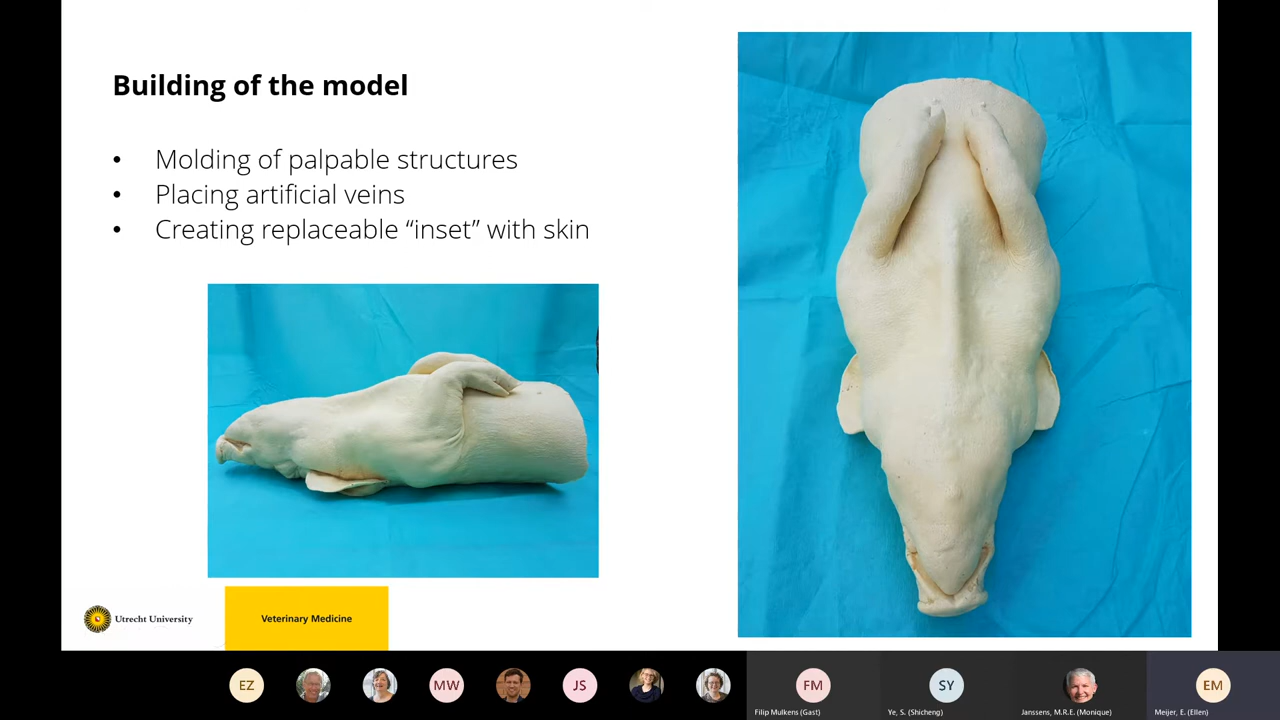 Building of the model
• Molding of palpable structures
• Placing artificial veins
• Creating replaceable “inset” with skin
Utrecht University
Veterinary Medicine
EZ
MW
JS
FM
SY
EM
Filip Mulkens (Gast)
Ye, S. (Shicheng)
Janssens, M.R.E. (Monique)
Meijer, E. (Ellen)